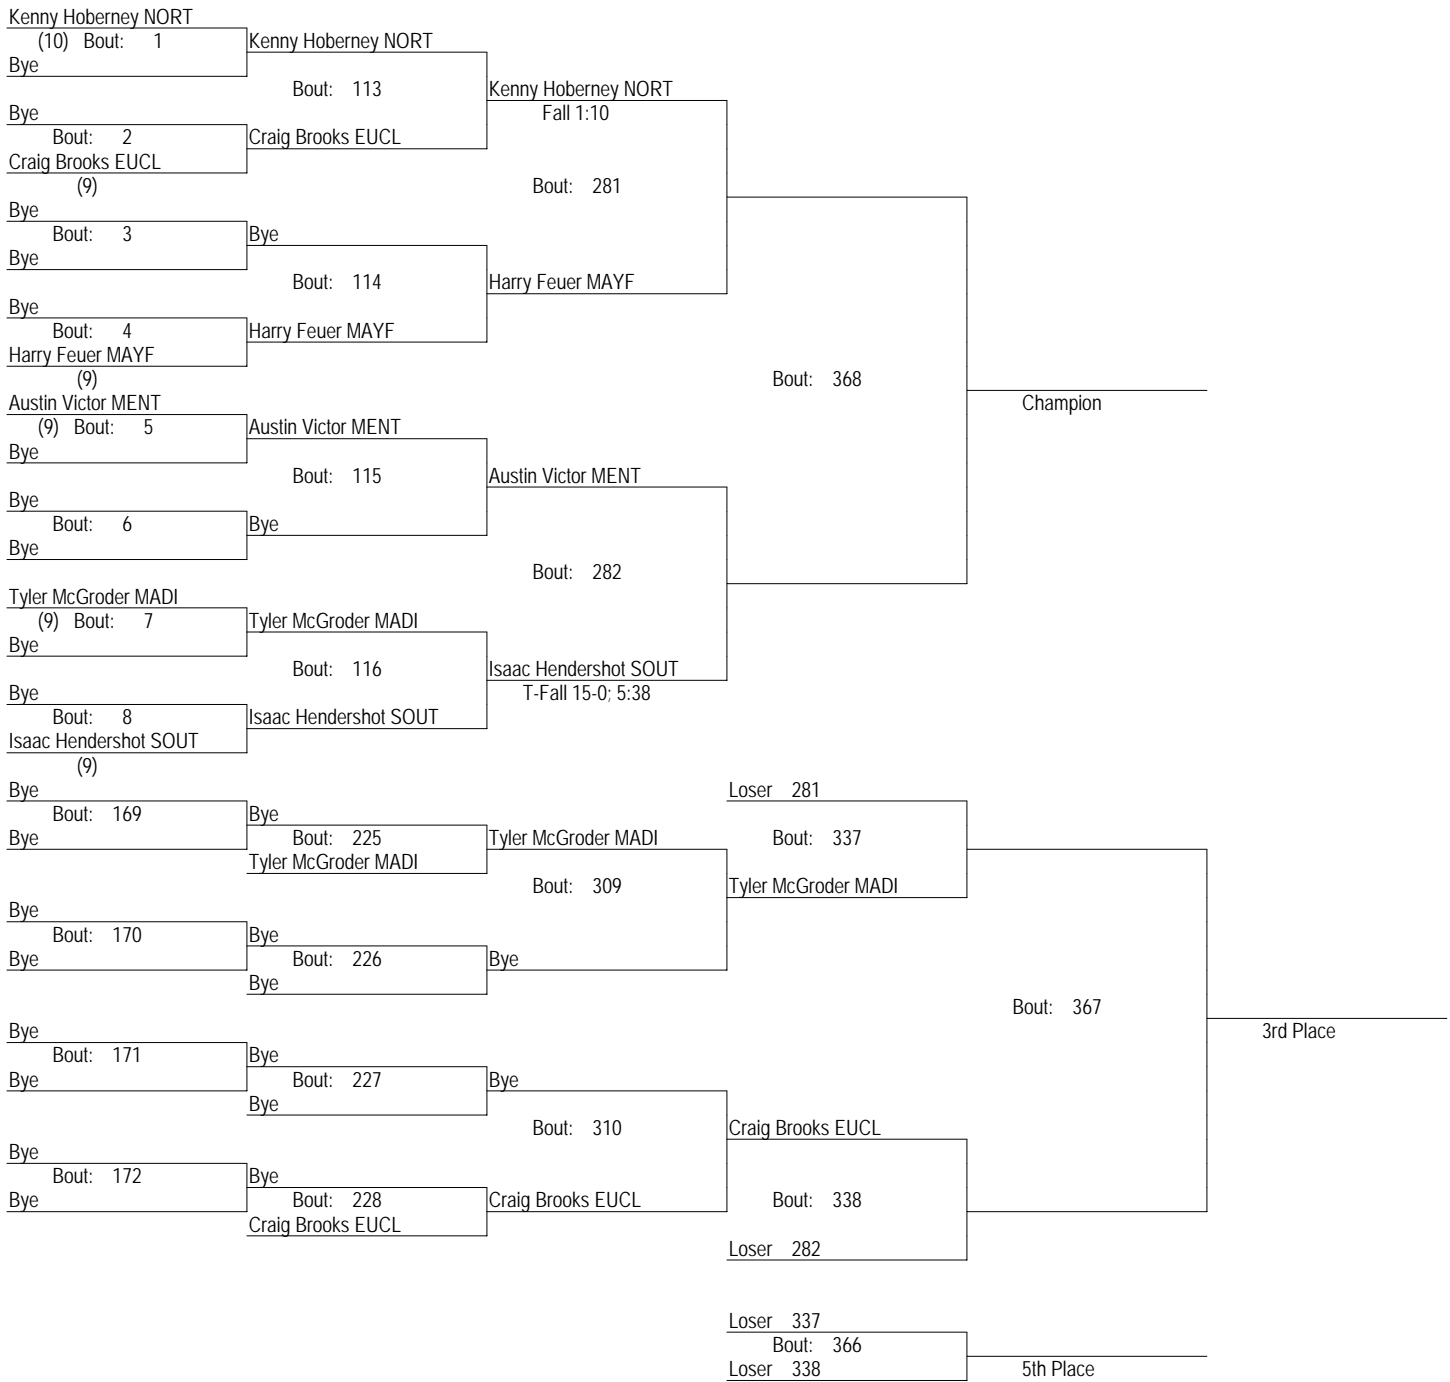 Kenny Hoberney NORT
(10) Bout: 1
Kenny Hoberney NORT
Bye
Bout: 113
Kenny Hoberney NORT
Bye
Fall 1:10
Bout: 2
Craig Brooks EUCL
Craig Brooks EUCL
(9)
Bout: 281
Bye
Bout: 3
Bye
Bye
Bout: 114
Harry Feuer MAYF
Bye
Bout: 4
Harry Feuer MAYF
Harry Feuer MAYF
(9)
Bout: 368
Austin Victor MENT
Champion
(9) Bout: 5
Austin Victor MENT
Bye
Bout: 115
Austin Victor MENT
Bye
Bout: 6
Bye
Bye
Bout: 282
Tyler McGroder MADI
(9) Bout: 7
Tyler McGroder MADI
Bye
Bout: 116
Isaac Hendershot SOUT
Bye
T-Fall 15-0; 5:38
Bout: 8
Isaac Hendershot SOUT
Isaac Hendershot SOUT
(9)
Bye
Loser 281
Bout: 169
Bye
Bye
Bout: 225
Tyler McGroder MADI
Bout: 337
Tyler McGroder MADI
Bout: 309
Tyler McGroder MADI
Bye
Bout: 170
Bye
Bye
Bout: 226
Bye
Bye
Bout: 367
Bye
3rd Place
Bout: 171
Bye
Bye
Bout: 227
Bye
Bye
Bout: 310
Craig Brooks EUCL
Bye
Bout: 172
Bye
Bye
Bout: 228
Craig Brooks EUCL
Bout: 338
Craig Brooks EUCL
Loser 282
Loser 337
Bout: 366
Loser 338
5th Place